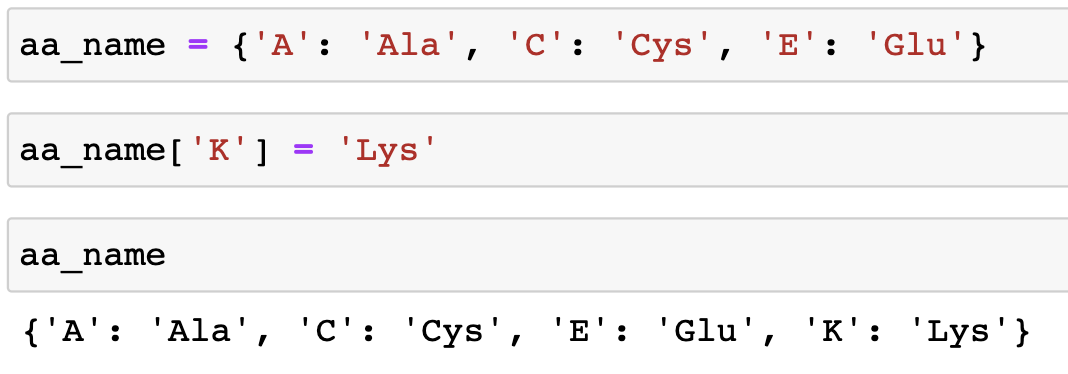 aa_name = {'A': 'Ala', 'C': 'Cys', 'E': 'Glu'}
aa_name['K'] = 'Lys'
aa_name
{'A': 'Ala', 'C': 'Cys', 'E': 'Glu', 'K': 'Lys'}